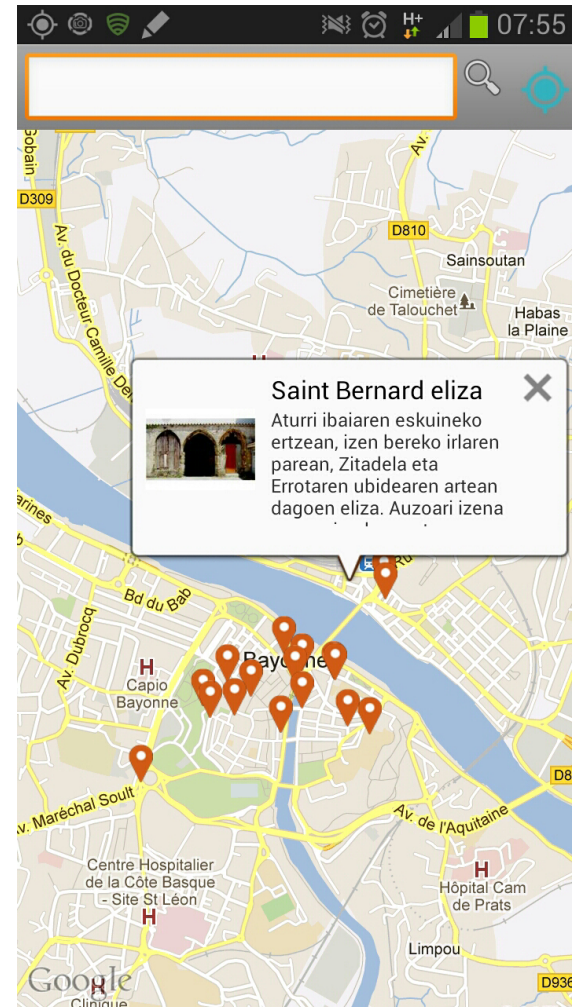 H+
07:55
Gobain
D309
Av.
Av. du Docteur Camille De
D810
Sainsoutan
Cimetière
de Talouchet
Habas
la Plaine
H
Saint Bernard eliza
Aturri ibaiaren eskuineko
ertzean, izen bereko irlaren
parean, Zitadela eta
Errotaren ubidearen artean
dagoen eliza. Auzoari izena
arines
Ru
Bd du Bab
Av. Dubrocq
H
Capio
Bayonne
Bayonne
D8
v. Maréchal Soult
Av. de l'Aquitaine
Centre Hospitalier
de la Côte Basque
- Site St Léon
H
H
Hôpital Cam
de Prats
Limpou
Google
H
Clinique
D936